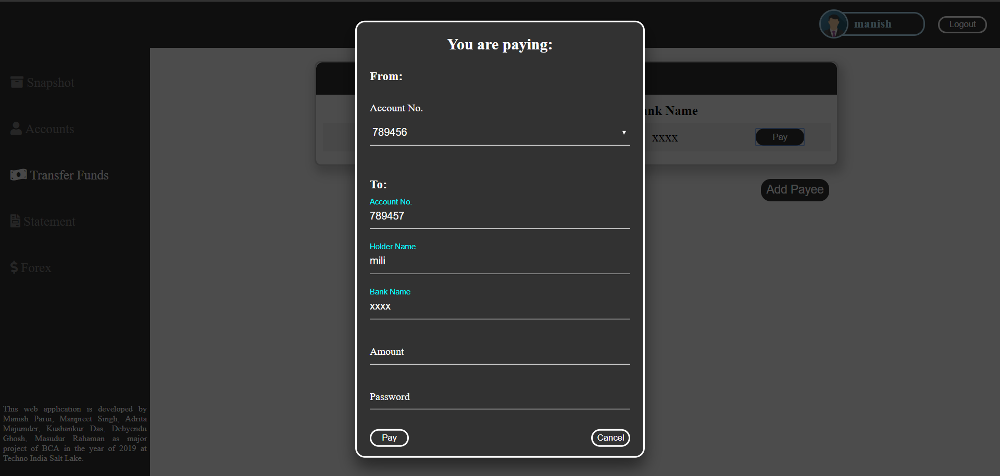 manish
Logout
Snapshot
Accounts
Transfer Funds
Statement
Forex
This web application is developed by
Manish Parui, Manpreet Singh, Adrita
Majumder, Kushankur Das, Debyendu
Ghosh, Masudur Rahaman as major
project of BCA in the year of 2019 at
Techno India Salt Lake.
You are paying:
From:
Account No.
789456
To:
Account No.
789457
Holder Name
mili
Bank Name
xxxx
Amount
Password
Pay
Cancel
ank Name
xxxx
Pay
Add Payee